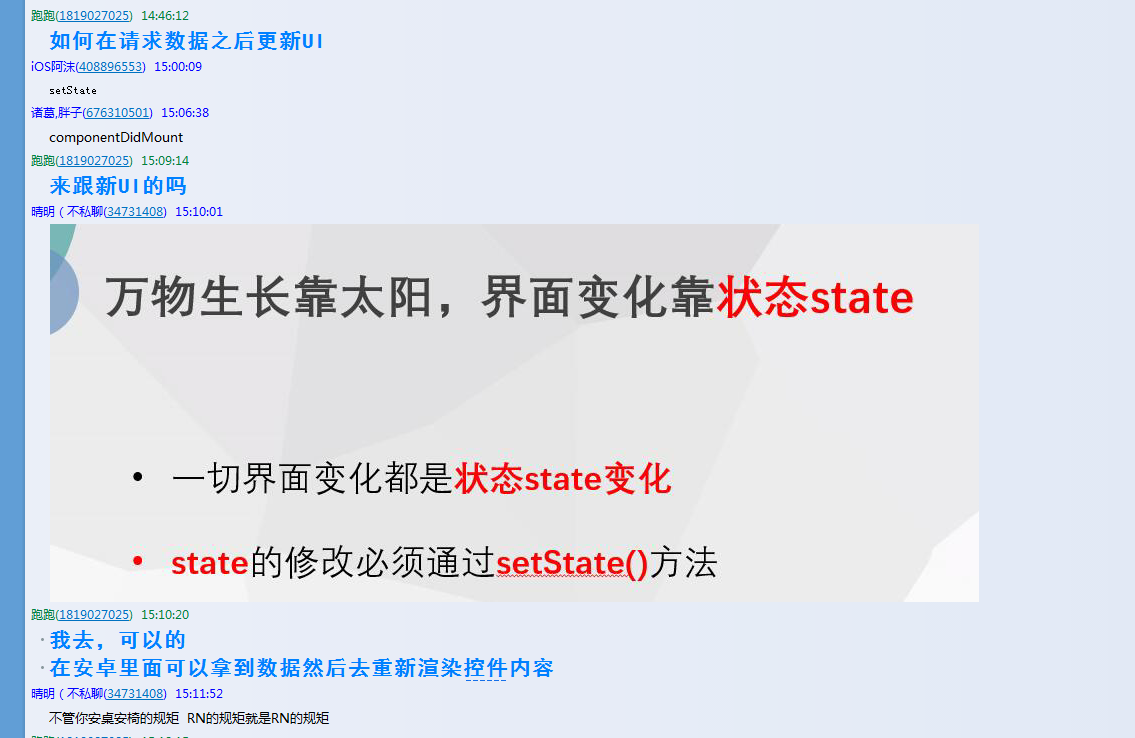 跑跑(1819027025) 14:46:12
如何在请求数据之后更新UI
iOS阿沫(408896553) 15:00:09
setState
诸葛,胖子(676310501) 15:06:38
componentDidMount
跑跑(1819027025) 15:09:14
来跟新UI的吗
晴明（不私聊(34731408) 15:10:01
万物生长靠太阳，界面变化靠状态state
• 一切界面变化都是状态state变化
• state的修改必须通过setState()方法
跑跑(1819027025) 15:10:20
·我去，可以的
·在安卓里面可以拿到数据然后去重新渲染控件内容
晴明（不私聊(34731408) 15:11:52
不管你安桌安椅的规矩 RN的规矩就是RN的规矩